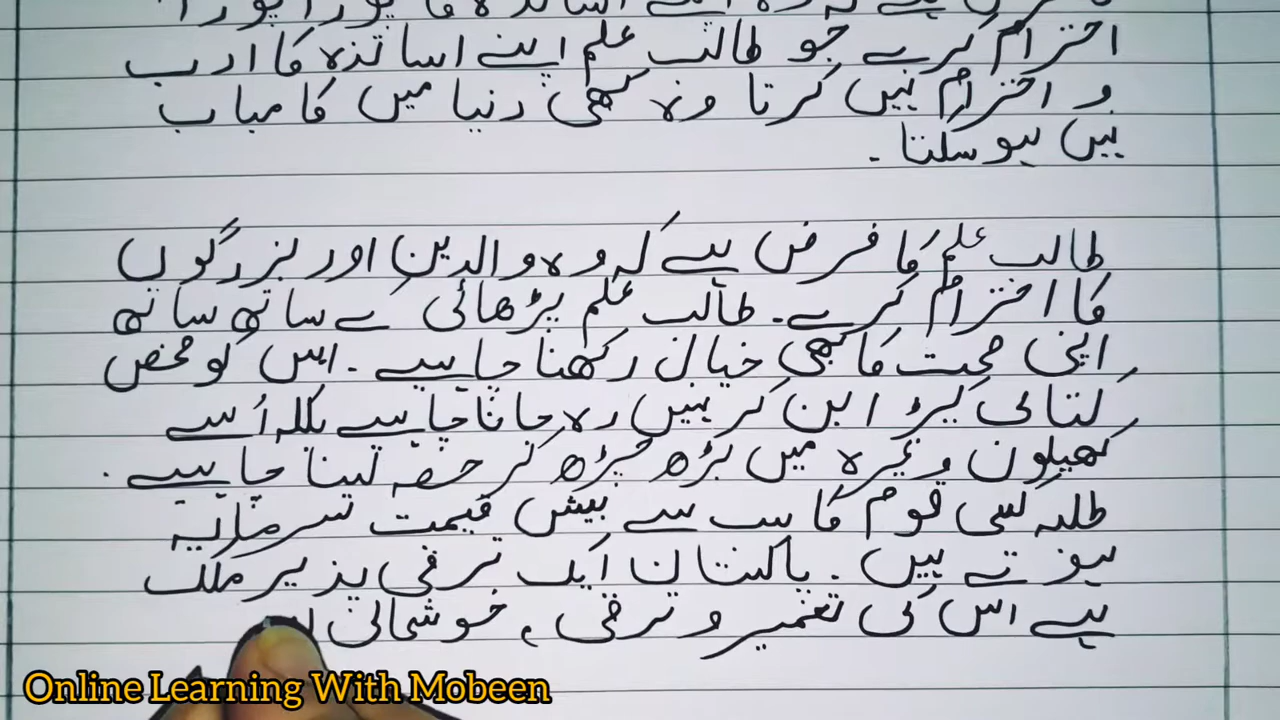 احترام کرے جو طالب علم اپنے اساتذہ کا ادب
و احترام نہیں کرتا وہ کبھی دنیا میں کامیاب
نہیں ہو سکتا۔
طالب علم کا فرض ہے کہ وہ والدین اور بزرگوں
کا احترام کرے۔ طالب علم پڑھائی کے ساتھ ساتھ
اپنی صحت کا بھی خیال رکھنا چاہیے۔ اس کو محض
کتابی کیڑا بن کر نہیں رہ جانا چاہیے بلکہ اُسے
کھیلوں وغیرہ میں بڑھ چڑھ کر حصہ لینا چاہیے۔
طلبہ کسی قوم کا سب سے بیش قیمت سرمایہ
ہوتے ہیں۔ پاکستان ایک ترقی پذیر ملک
ہے اس کی تعمیر و ترقی، خوشحالی
Online Learning With Mobeen